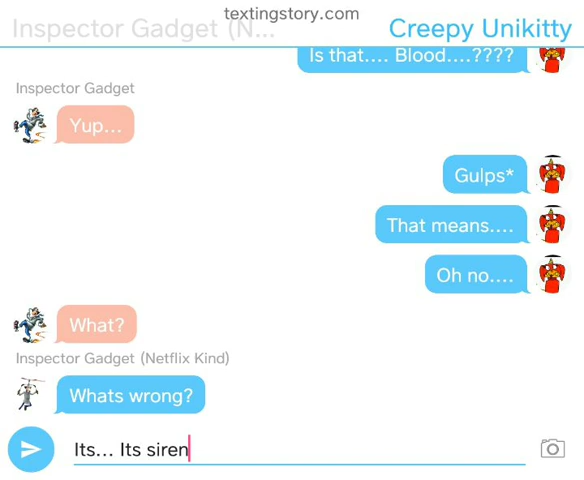 textingstory.com
Inspector Gadget (N...
Creepy Unikitty
Is that.... Blood....????
Inspector Gadget
Yup...
Gulps*
That means....
Oh no....
What?
Inspector Gadget (Netflix Kind)
Whats wrong?
Its... Its siren